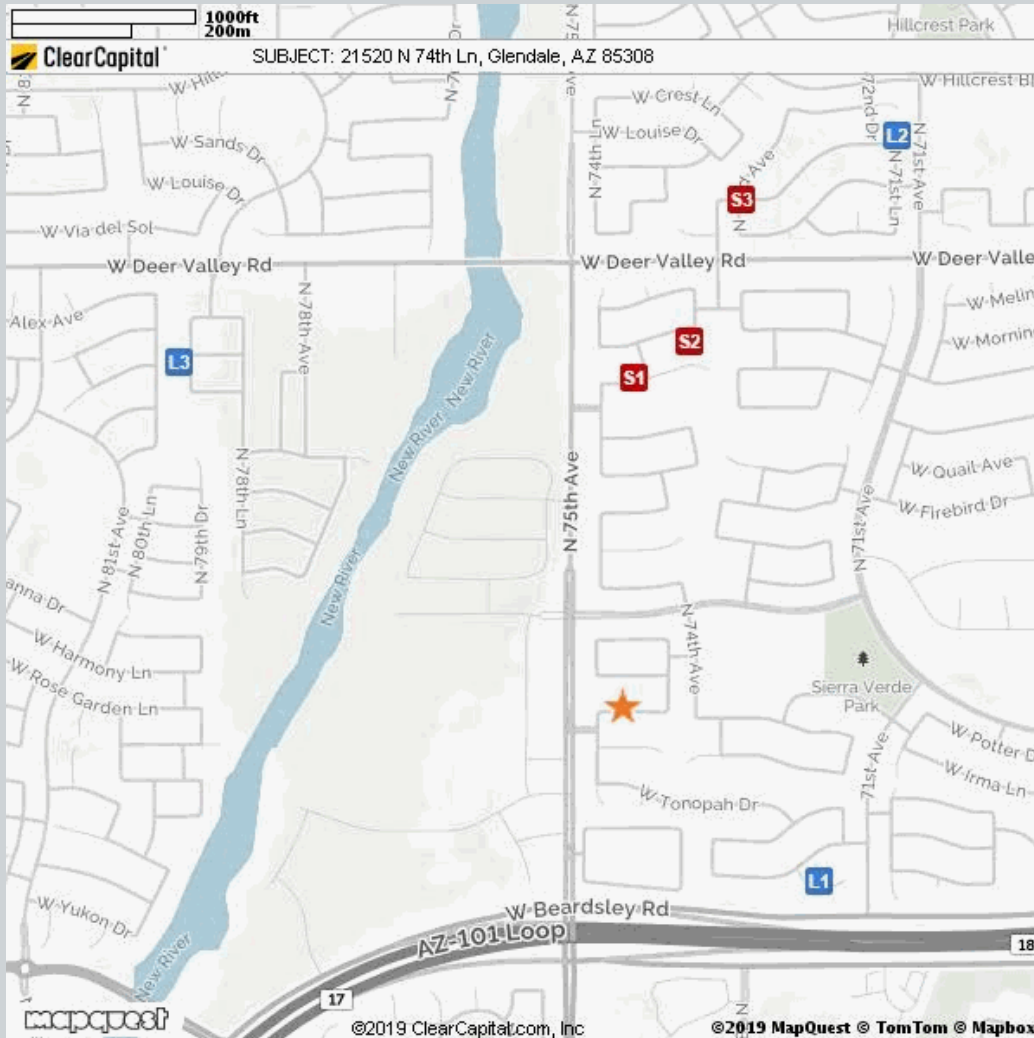 1000ft
200m
Hillcrest Park
ClearCapital
SUBJECT: 21520 N 74th Ln, Glendale, AZ 85308
W Hillcrest Bl
W Crest Ln
72nd Dr
L2
W Sands Dr
N 74th Ln
W Louise Dr
N 71st Ln
N 71st Ave
W Louise Dr
S3
W Via del Sol
W Deer Valley Rd
W Deer Valley Rd
W Deer Valle
N 78th Ave
W Melin
Alex Ave
W Mornin
L3
S2
S1
New River
New River
N 78th Ln
N 75th Ave
W Quail Ave
W Firebird Dr
N 81st Ave
N 80th Ln
N 79th Dr
N 71st Ave
New River
anna Dr
W Harmony Ln
N 74th Ave
W Rose Garden Ln
Sierra Verde
Park
W Potter D
71st Ave
W Irma Ln
W Tonopah Dr
L1
W Yukon Dr
W Beardsley Rd
AZ-101 Loop
18
New River
17
mapquest
©2019 ClearCapital.com, Inc
©2019 MapQuest © TomTom © Mapbox